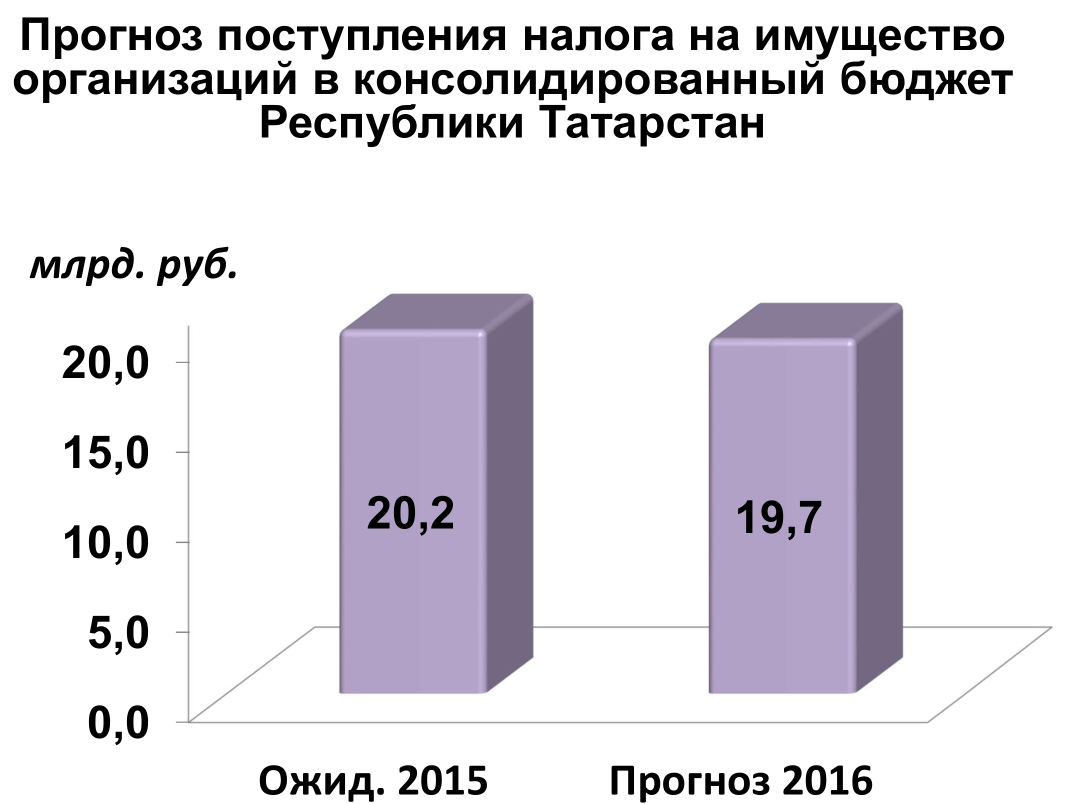 Прогноз поступления налога на имущество
организаций в консолидированный бюджет
Республики Татарстан
млрд. руб.
20,0
15,0
10,0
5,0
0,0
20,2
19,7
Ожид. 2015
Прогноз 2016